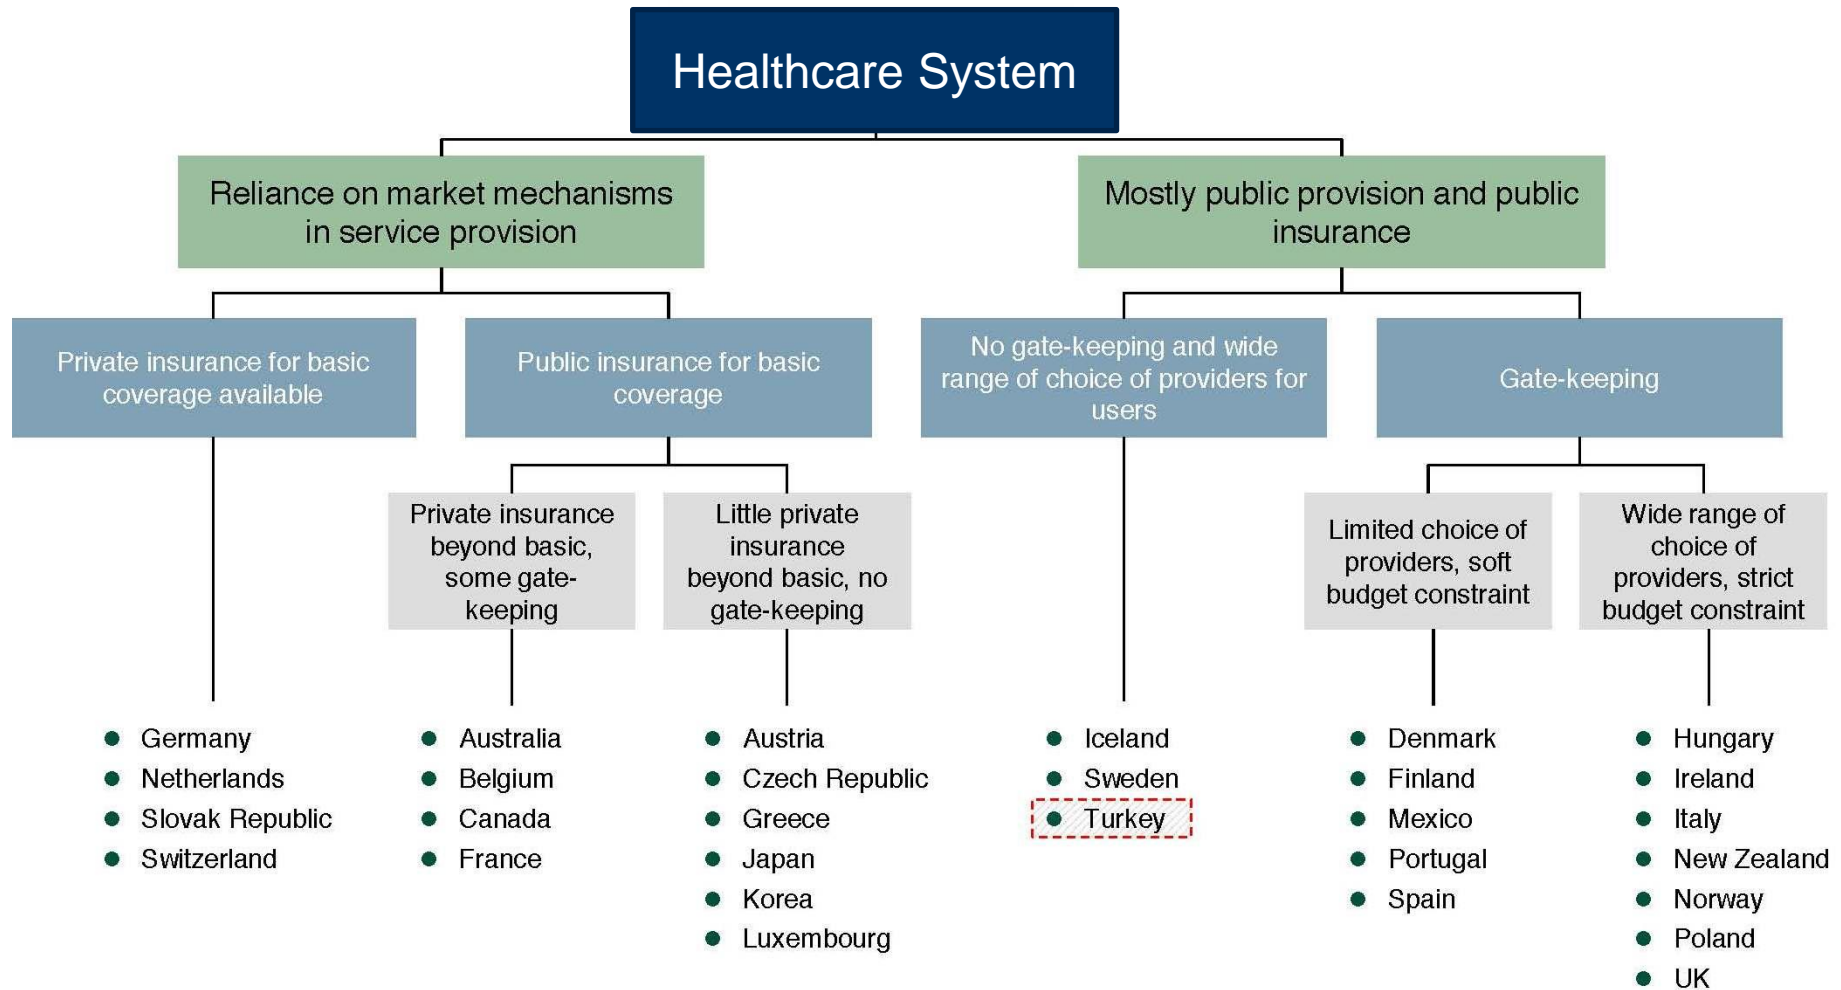 Healthcare System
Reliance on market mechanisms
in service provision
Mostly public provision and public
insurance
Private insurance for basic
coverage available
Public insurance for basic
coverage
No gate-keeping and wide
range of choice of providers for
users
Gate-keeping
Private insurance
beyond basic,
some gate-
keeping
Little private
insurance
beyond basic, no
gate-keeping
Limited choice of
providers, soft
budget constraint
Wide range of
choice of
providers, strict
budget constraint
Germany
Netherlands
Slovak Republic
Switzerland
Australia
Belgium
Canada
France
Austria
Czech Republic
Greece
Japan
Korea
Luxembourg
Iceland
Sweden
Turkey
Denmark
Finland
Mexico
Portugal
Spain
Hungary
Ireland
Italy
New Zealand
Norway
Poland
UK